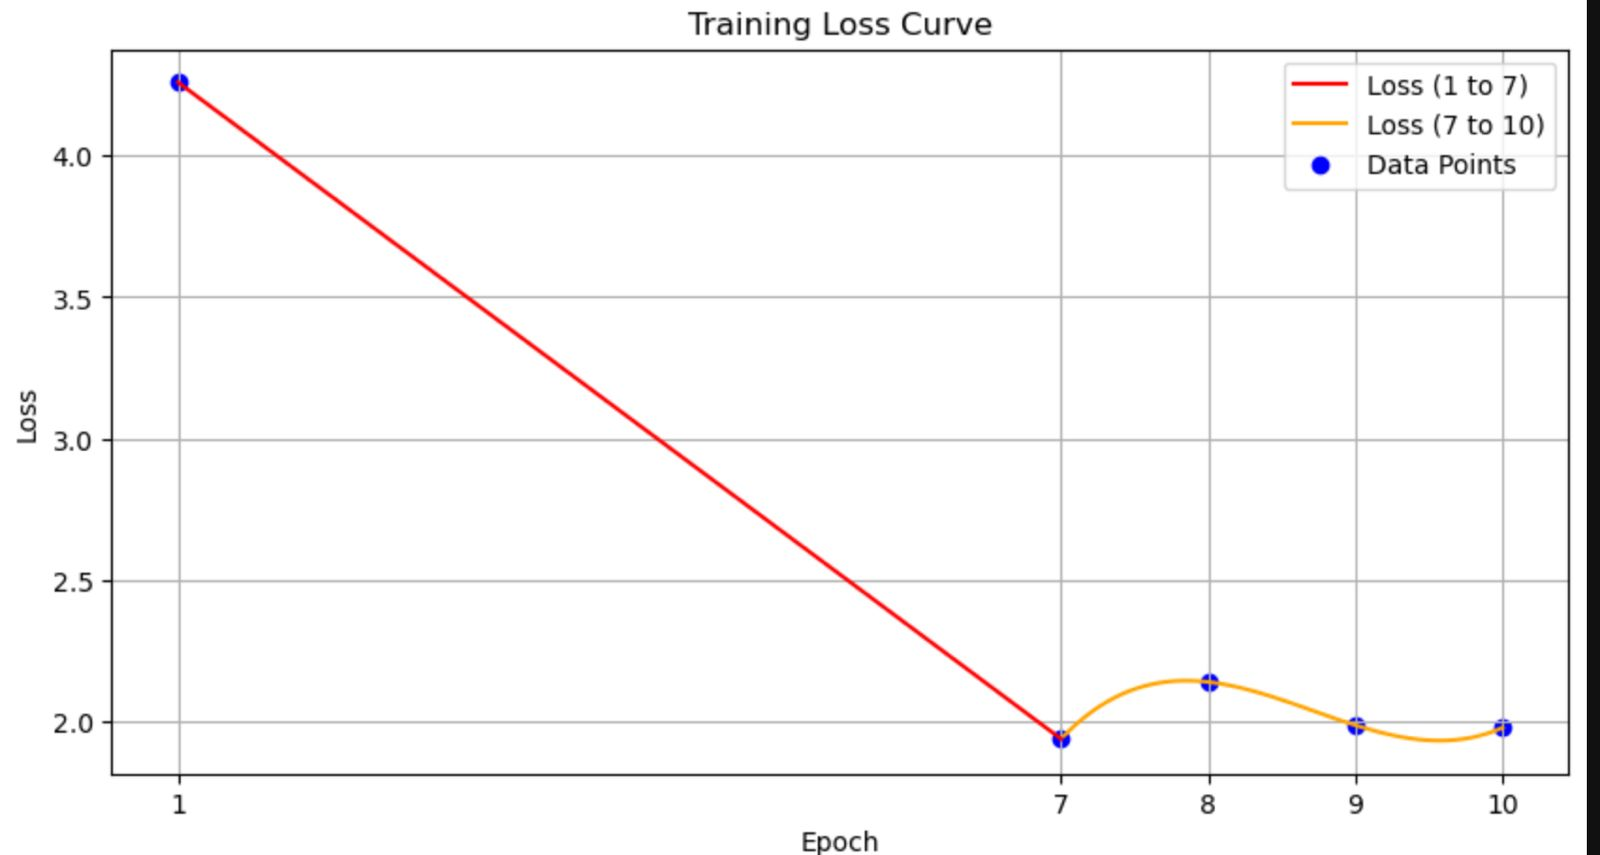 Training Loss Curve
Loss (1 to 7)
Loss (7 to 10)
Data Points
4.0
3.5
3.0
2.5
2.0
Loss
1 7 8 9 10
Epoch